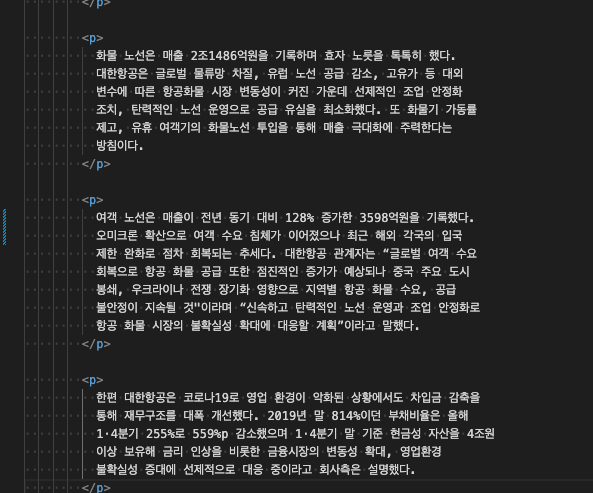 </p>
<p>
화물 노선은 매출 2조1486억원을 기록하며 효자 노릇을 톡톡히 했다.
대한항공은 글로벌 물류망 차질, 유럽 노선 공급 감소, 고유가 등 대외
변수에 따른 항공화물 시장 변동성이 커진 가운데 선제적인 조업 안정화
조치, 탄력적인 노선 운영으로 공급 유실을 최소화했다. 또 화물기 가동률
제고, 유휴 여객기의 화물노선 투입을 통해 매출 극대화에 주력한다는
방침이다.
</p>
<p>
여객 노선은 매출이 전년 동기 대비 128% 증가한 3598억원을 기록했다.
오미크론 확산으로 여객 수요 침체가 이어졌으나 최근 해외 각국의 입국
제한 완화로 점차 회복되는 추세다. 대한항공 관계자는 “글로벌 여객 수요
회복으로 항공 화물 공급 또한 점진적인 증가가 예상되나 중국 주요 도시
봉쇄, 우크라이나 전쟁 장기화 영향으로 지역별 항공 화물 수요, 공급
불안정이 지속될 것"이라며 “신속하고 탄력적인 노선 운영과 조업 안정화로
항공 화물 시장의 불확실성 확대에 대응할 계획”이라고 말했다.
</p>
<p>
한편 대한항공은 코로나19로 영업 환경이 악화된 상황에서도 차입금 감축을
통해 재무구조를 대폭 개선했다. 2019년 말 814%이던 부채비율은 올해
1·4분기 255%로 559%p 감소했으며 1·4분기 말 기준 현금성 자산을 4조원
이상 보유해 금리 인상을 비롯한 금융시장의 변동성 확대, 영업환경
불확실성 증대에 선제적으로 대응 중이라고 회사측은 설명했다.
</p>